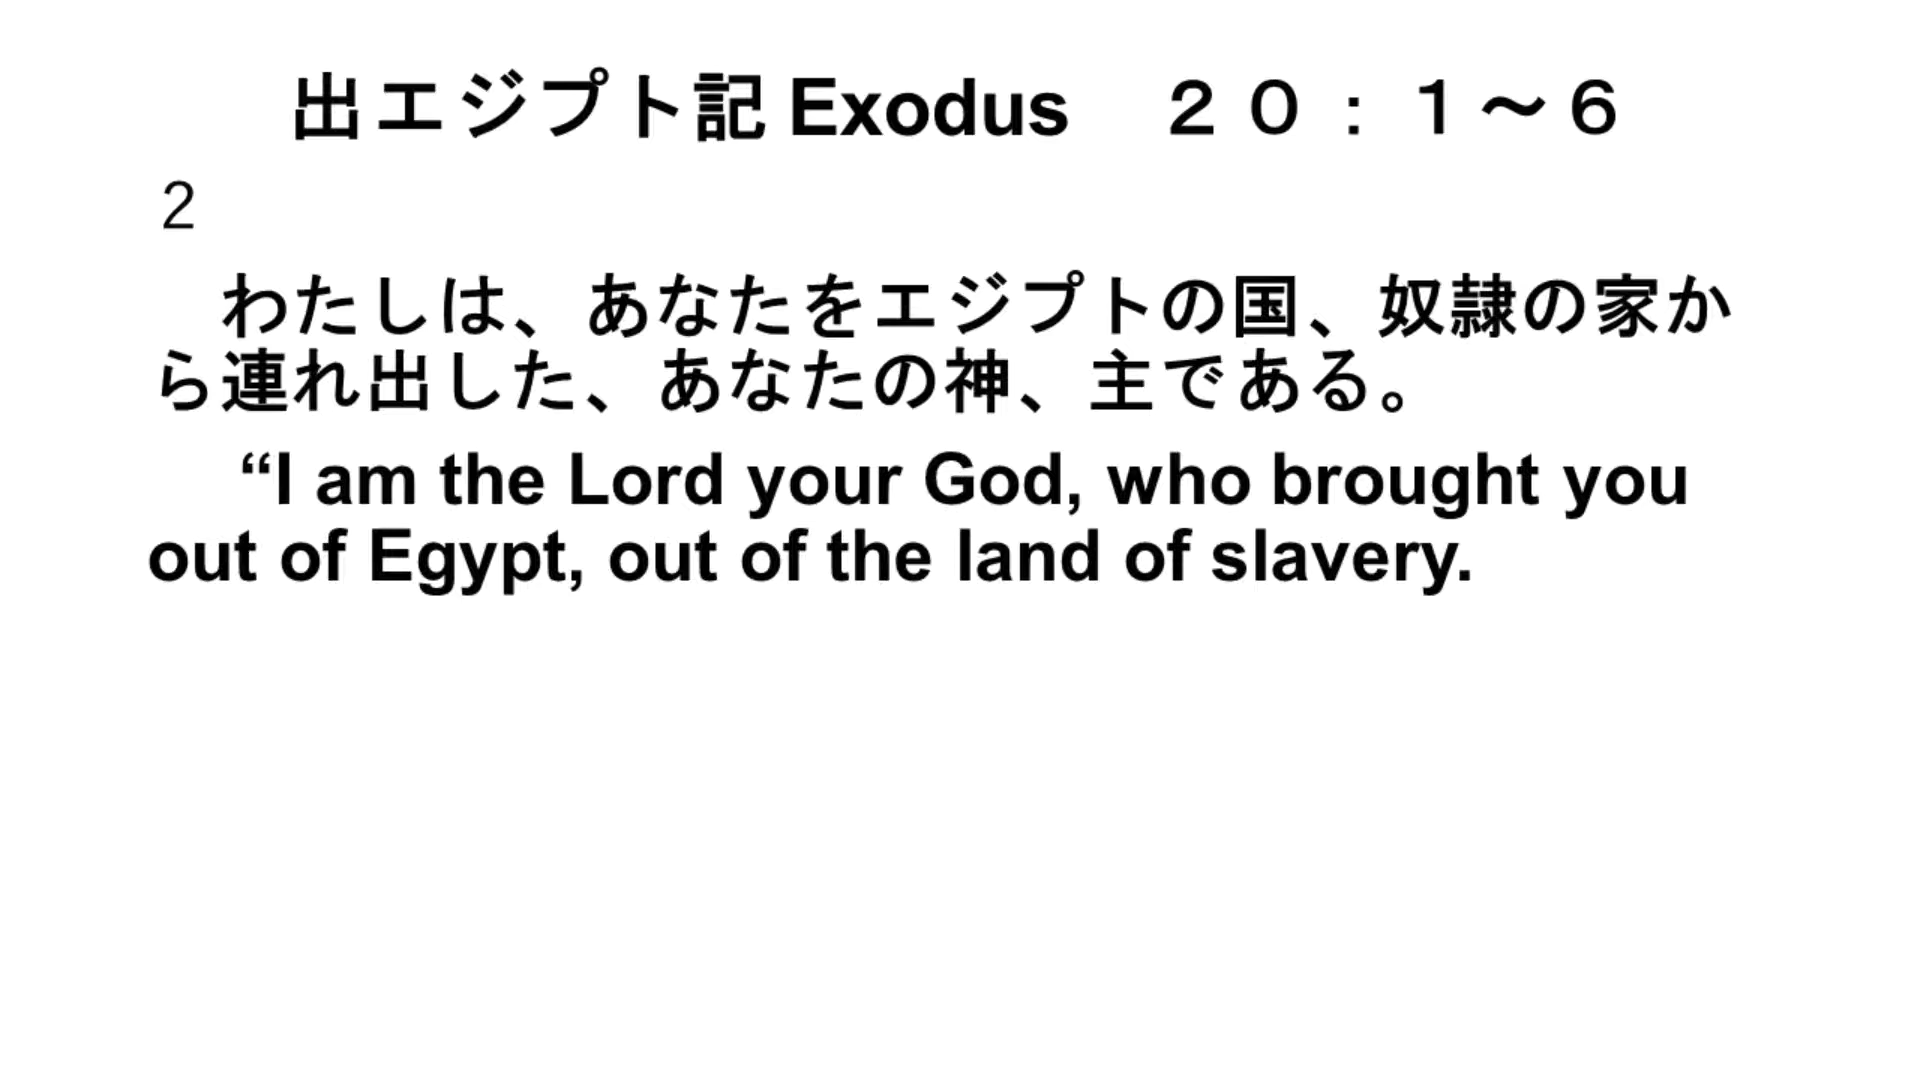 出エジプト記 Exodus　２０：１～６
2
わたしは、あなたをエジプトの国、奴隷の家か
ら連れ出した、あなたの神、主である。
“I am the Lord your God, who brought you
out of Egypt, out of the land of slavery.